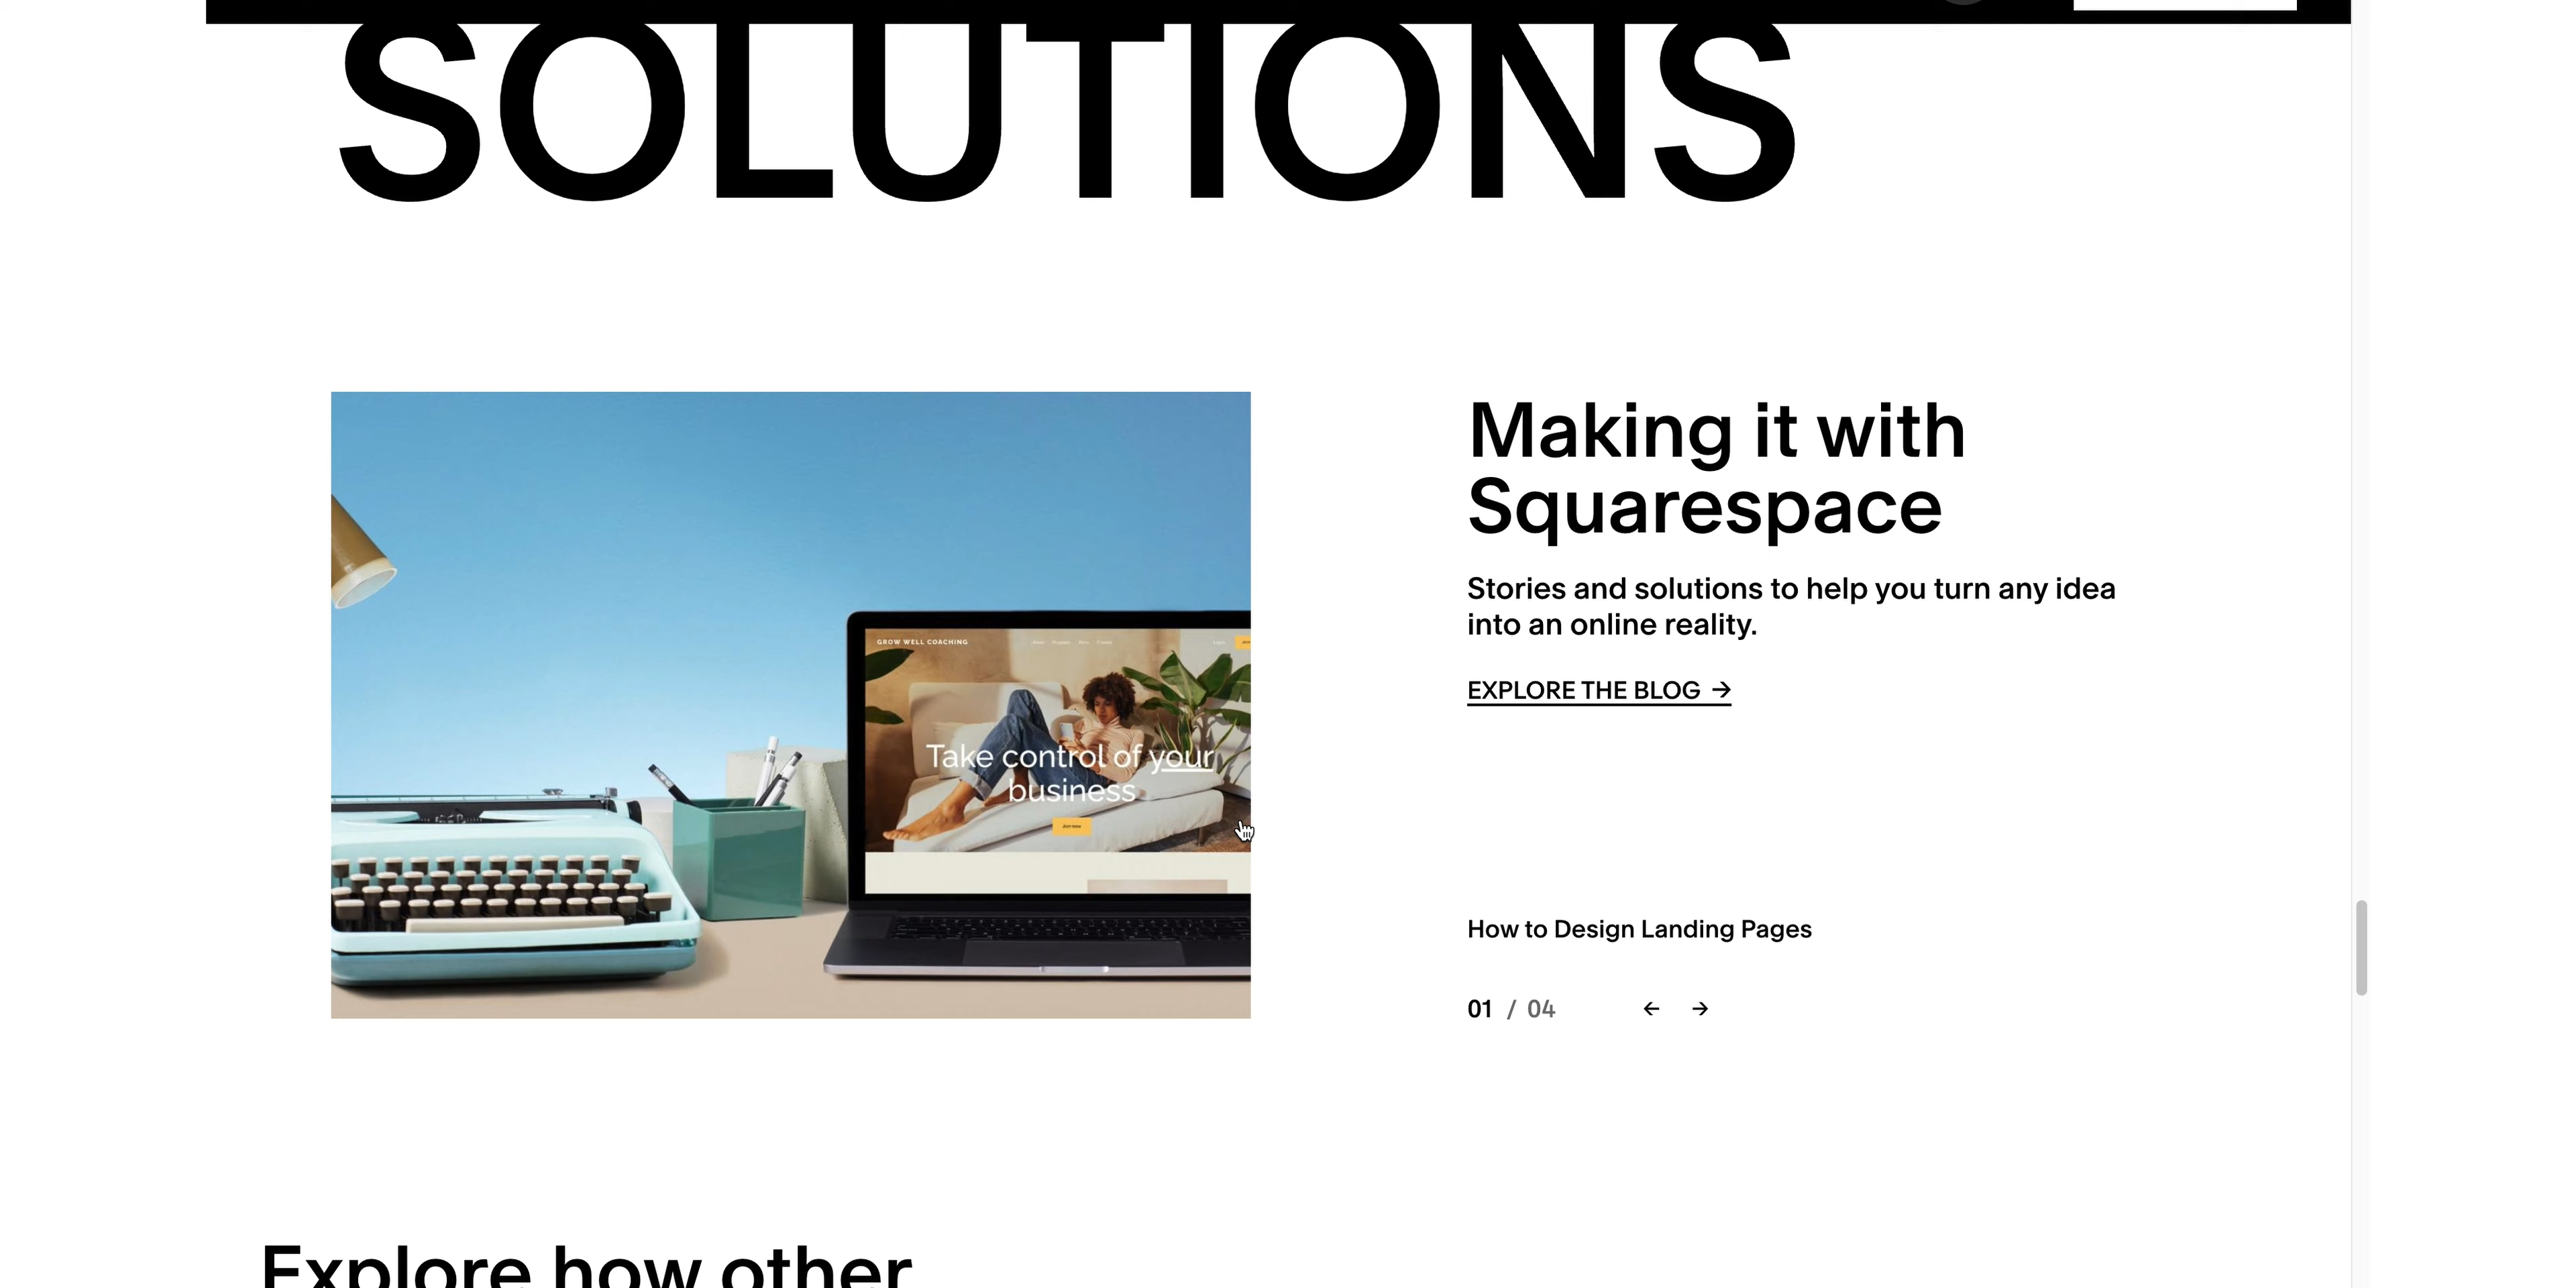 SOLUTIONS
Making it with
Squarespace
Stories and solutions to help you turn any idea
into an online reality.
EXPLORE THE BLOG →
GROW WELL COACHING
Take control of your
business
Join now
How to Design Landing Pages
01 / 04 ← →
Explore how other